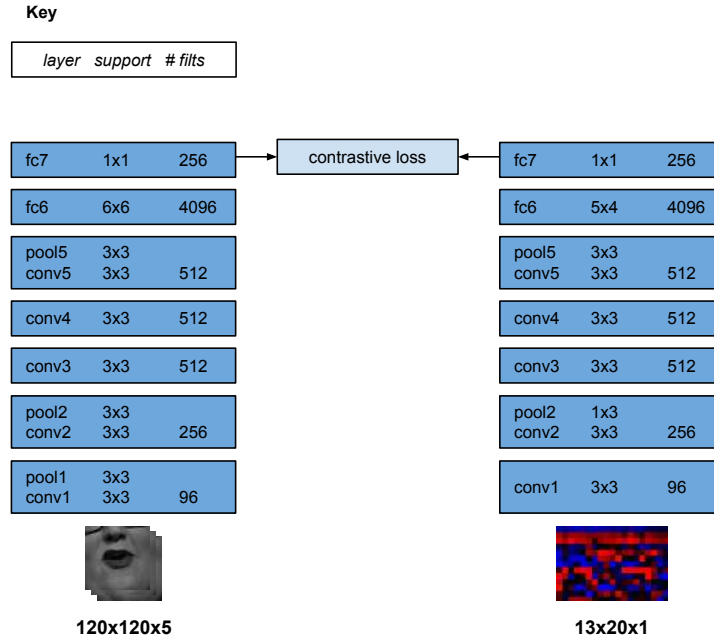 Key
layer support # filts
fc7 1x1 256
contrastive loss
fc7 1x1 256
fc6 6x6 4096
fc6 5x4 4096
pool5 3x3
conv5 3x3 512
pool5 3x3
conv5 3x3 512
conv4 3x3 512
conv4 3x3 512
conv3 3x3 512
conv3 3x3 512
pool2 3x3
conv2 3x3 256
pool2 1x3
conv2 3x3 256
pool1 3x3
conv1 3x3 96
conv1 3x3 96
120x120x5
13x20x1